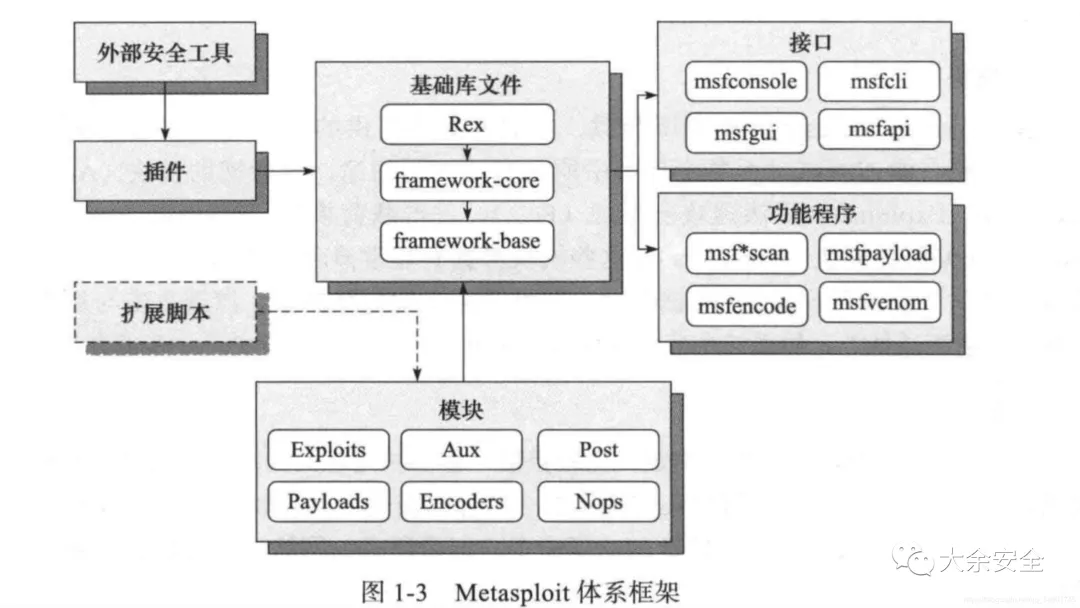 外部安全工具
插件
扩展脚本
基础库文件
Rex
framework-core
framework-base
接口
msfconsole
msfcli
msfgui
msfapi
功能程序
msf*scan
msfpayload
msfencode
msfvenom
模块
Exploits
Aux
Post
Payloads
Encoders
Nops
大余安全
图 1-3 Metasploit 体系框架